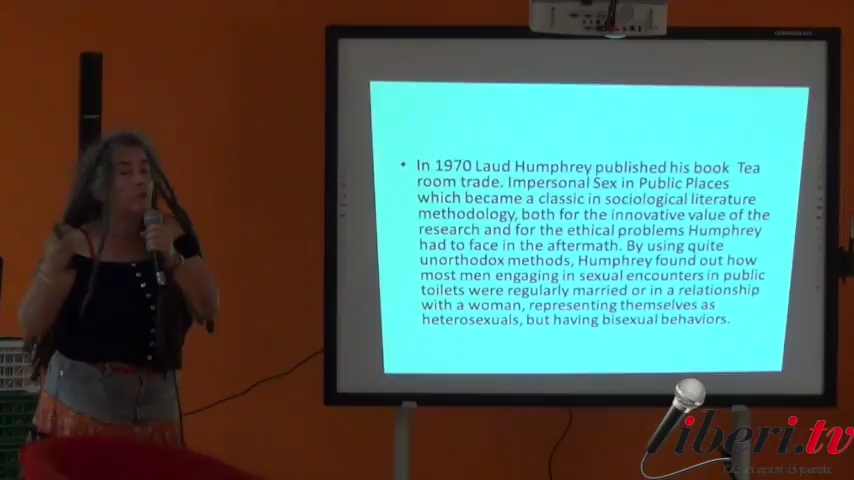 • In 1970 Laud Humphrey published his book Tea
room trade. Impersonal Sex in Public Places
which became a classic in sociological literature
methodology, both for the innovative value of the
research and for the ethical problems Humphrey
had to face in the aftermath. By using quite
unorthodox methods, Humphrey found out how
most men engaging in sexual encounters in public
toilets were regularly married or in a relationship
with a woman, representing themselves as
heterosexuals, but having bisexual behaviors.
liberi.tv